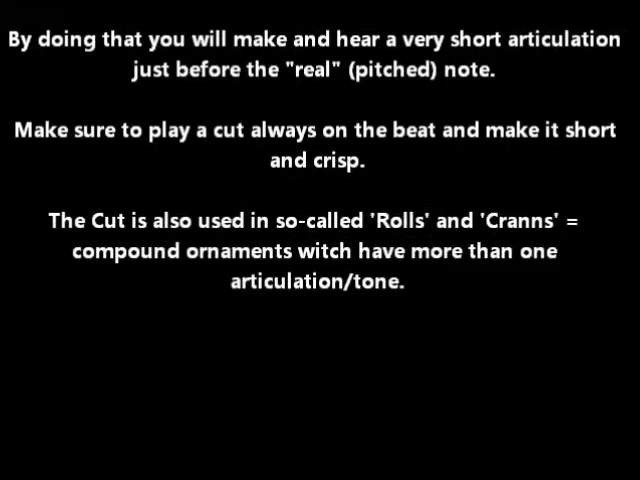 By doing that you will make and hear a very short articulation
just before the "real" (pitched) note.
Make sure to play a cut always on the beat and make it short
and crisp.
The Cut is also used in so-called 'Rolls' and 'Cranns' =
compound ornaments witch have more than one
articulation/tone.